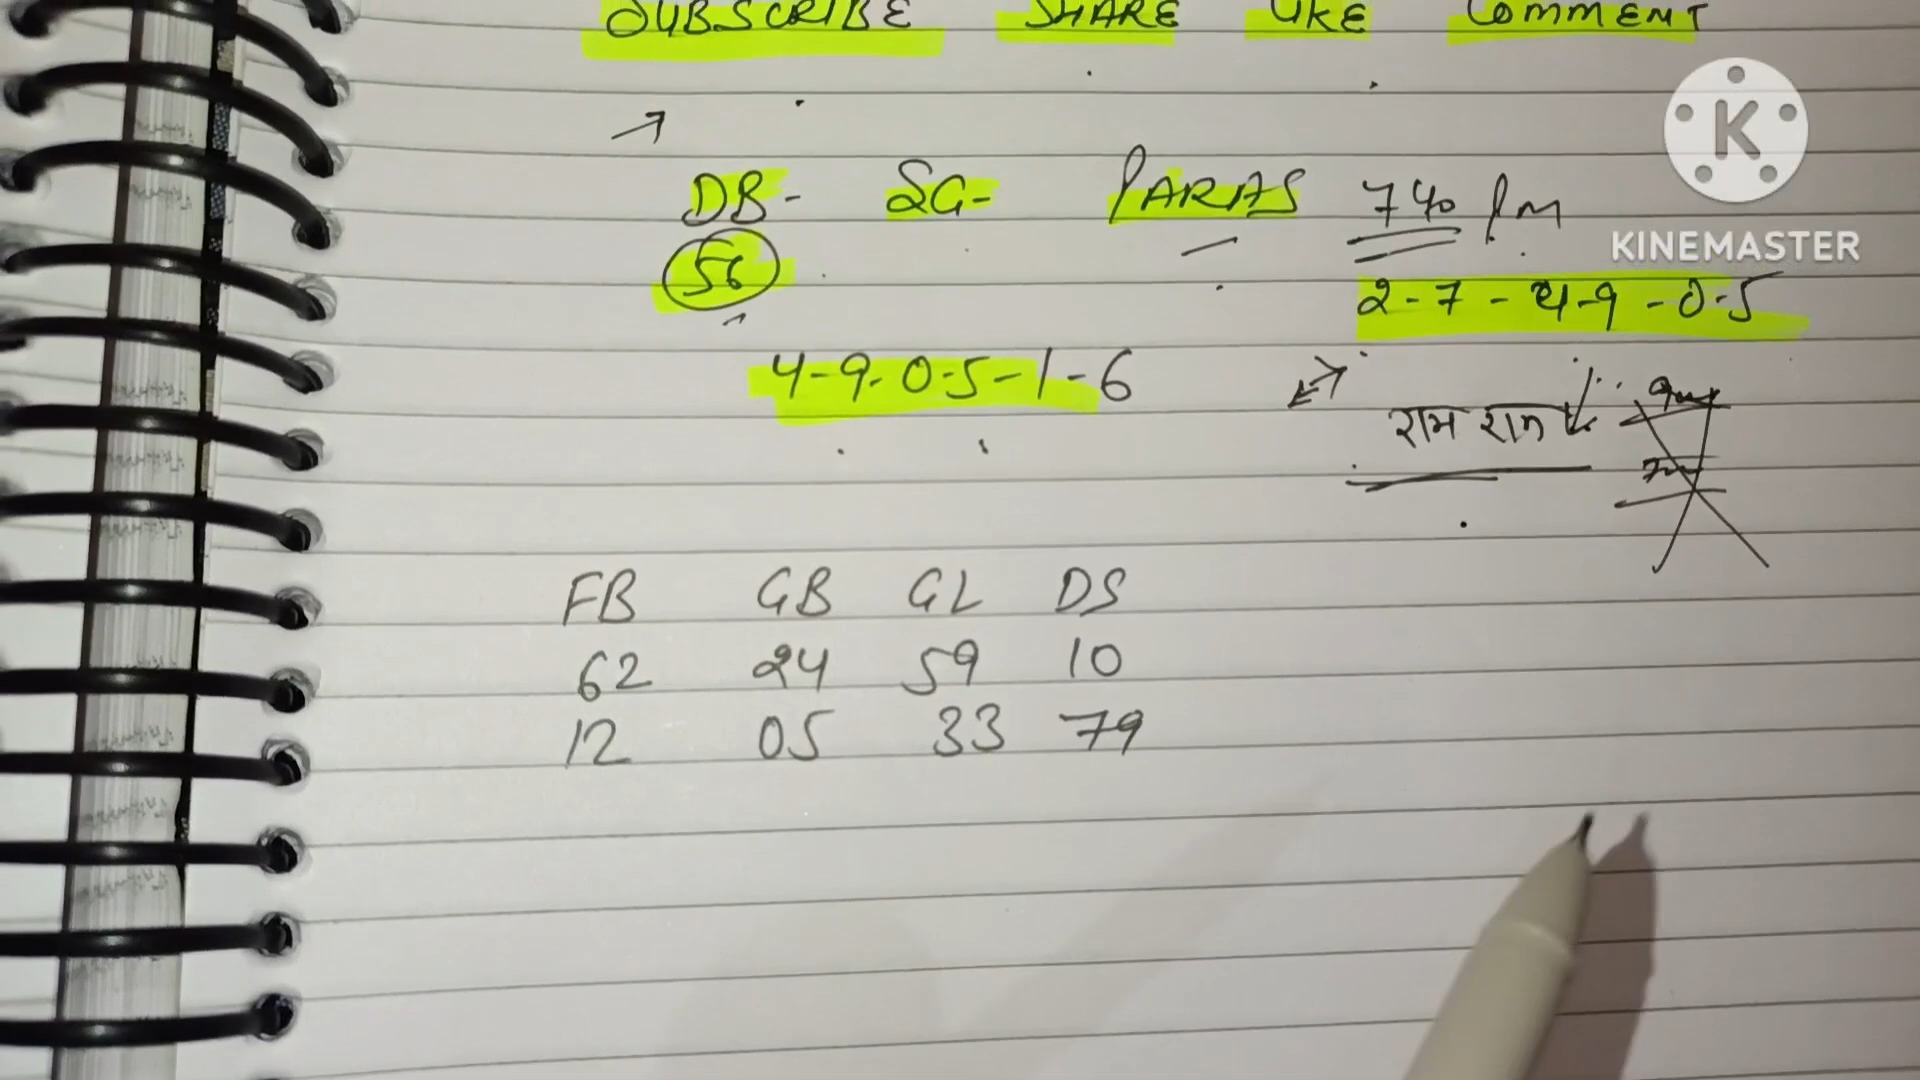 SUBSCRIBE SHARE LIKE COMMENT
DB- SG- PARAS 740 PM
KINEMASTER
56
2-7-4-9-0-5
4-9-0-5-1-6
राम राम
FB GB GL DS
62 24 59 10
12 05 33 79